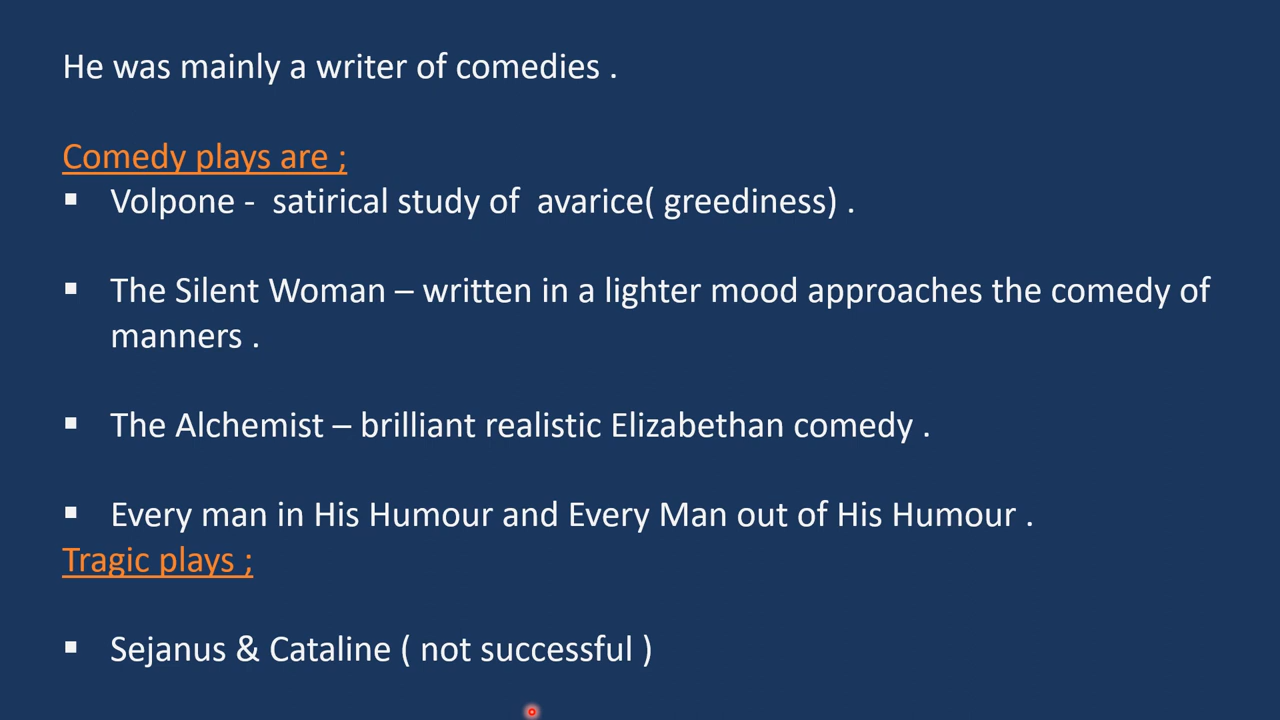 He was mainly a writer of comedies .
Comedy plays are ;
▪ Volpone - satirical study of avarice( greediness) .
▪ The Silent Woman – written in a lighter mood approaches the comedy of
manners .
▪ The Alchemist – brilliant realistic Elizabethan comedy .
▪ Every man in His Humour and Every Man out of His Humour .
Tragic plays ;
▪ Sejanus & Cataline ( not successful )